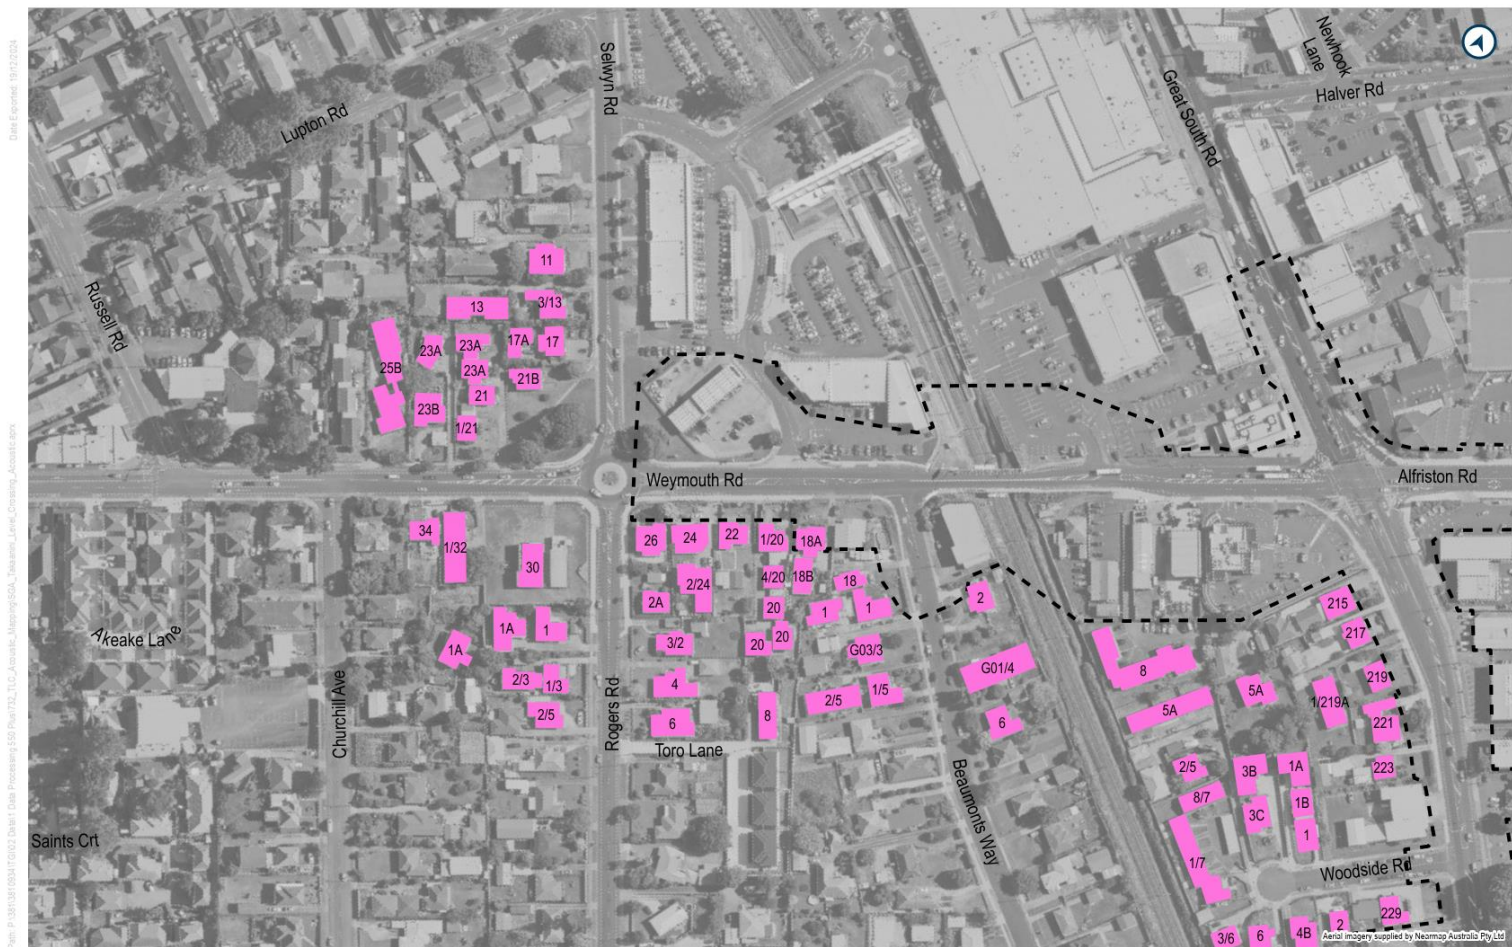 Date Exported: 19/12/2024
Selwyn Rd
Newhook
Lane
Lupton Rd
Great South Rd
Halver Rd
Russell Rd
11
13
3/13
17A
17
23A
23A
25B
23A
21B
21
23B
1/21
Weymouth Rd
Alfriston Rd
34
1/32
30
26
24
22
1/20
18A
2/24
4/20
18B
18
2
2A
20
1
1
215
Akeake Lane
1A
1
217
1A
3/2
20
20
G03/3
G01/4
8
219
2/3
1/3
4
2/5
1/5
5A
5A
1/219A
Churchill Ave
Rogers Rd
2/5
6
8
6
221
Toro Lane
Beaumonts Way
2/5
3B
1A
223
8/7
3C
1B
1
Saints Crt
1/7
Woodside Rd
3/6
6
4B
2
229
Aerial imagery supplied by Nearmap Australia Pty Ltd